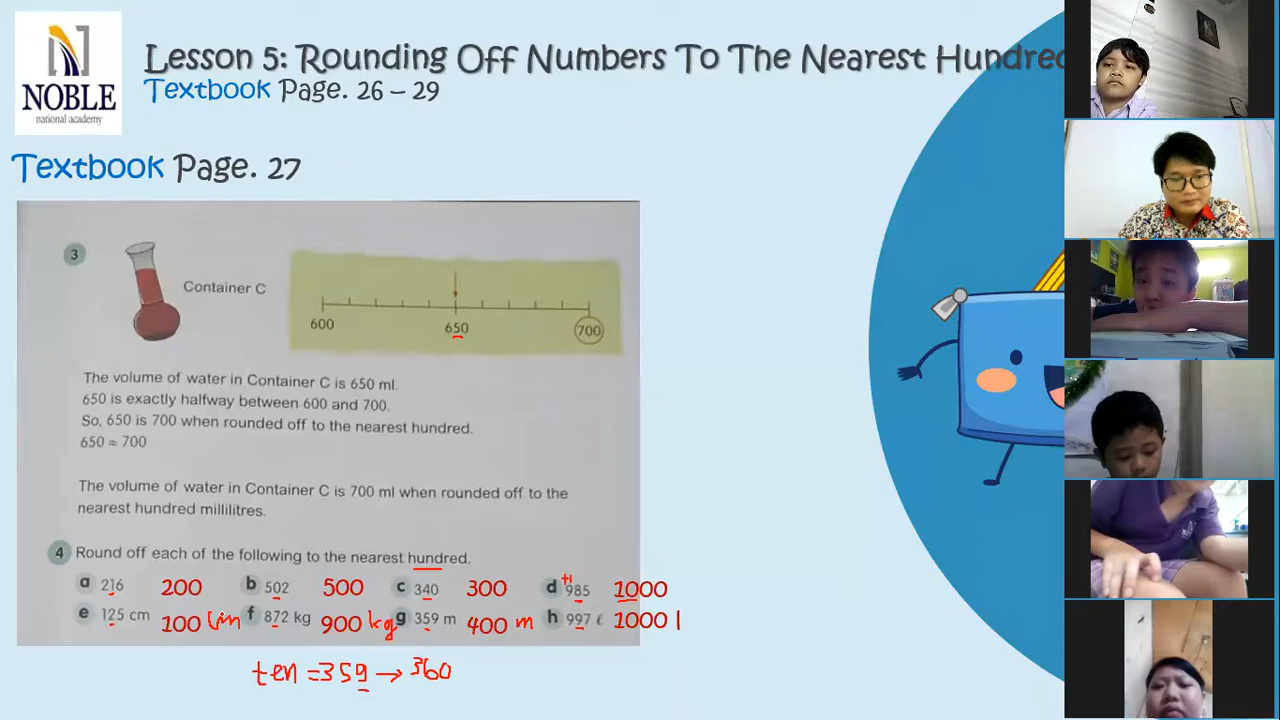 NOBLE
national academy
Lesson 5: Rounding Off Numbers To The Nearest Hundred
Textbook Page. 26 – 29
Textbook Page. 27
3
Container C
600 650 700
The volume of water in Container C is 650 ml.
650 is exactly halfway between 600 and 700.
So, 650 is 700 when rounded off to the nearest hundred.
650 ≈ 700
The volume of water in Container C is 700 ml when rounded off to the
nearest hundred millilitres.
4 Round off each of the following to the nearest hundred.
a 216 200 b 502 500 c 340 300 d +1 985 1000
e 125 cm 100 cm f 872 kg 900 kg g 359 m 400 m h 997 ℓ 1000 l
ten = 359 → 360